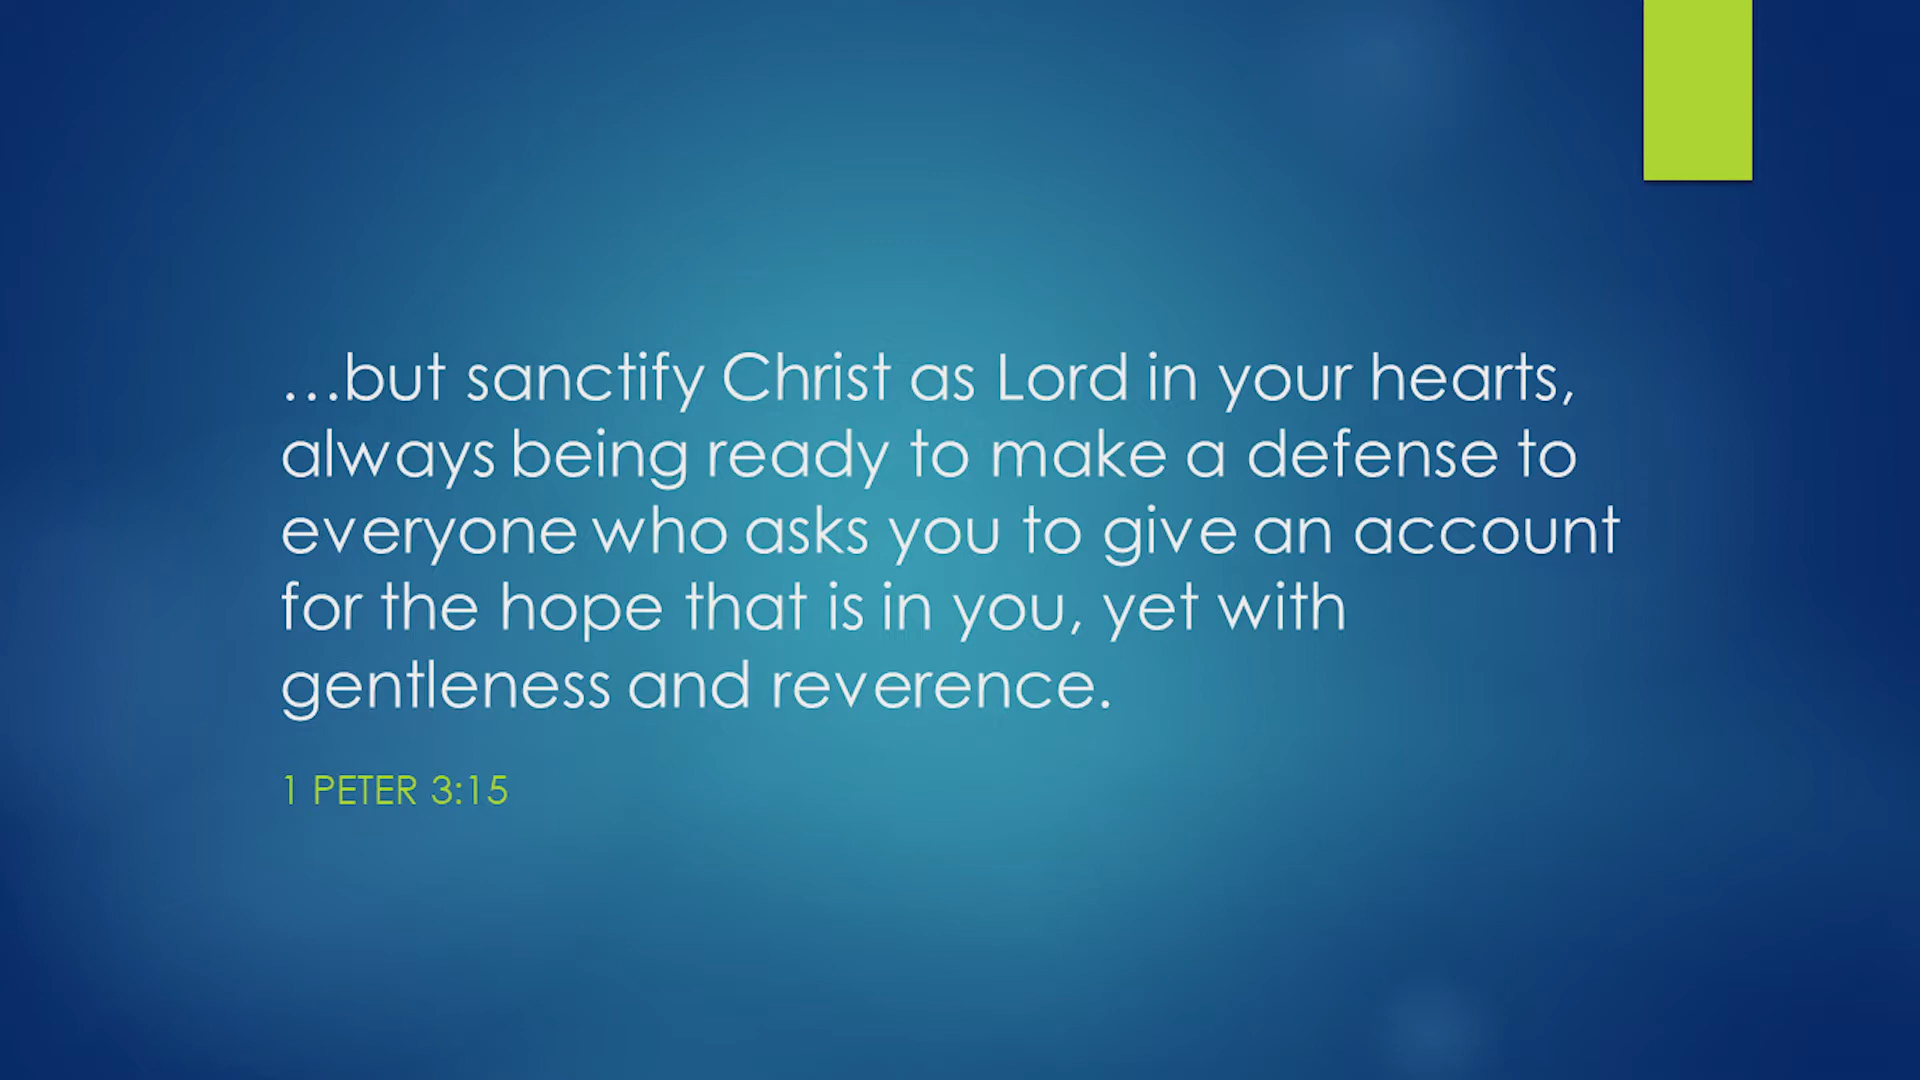 …but sanctify Christ as Lord in your hearts,
always being ready to make a defense to
everyone who asks you to give an account
for the hope that is in you, yet with
gentleness and reverence.
1 PETER 3:15